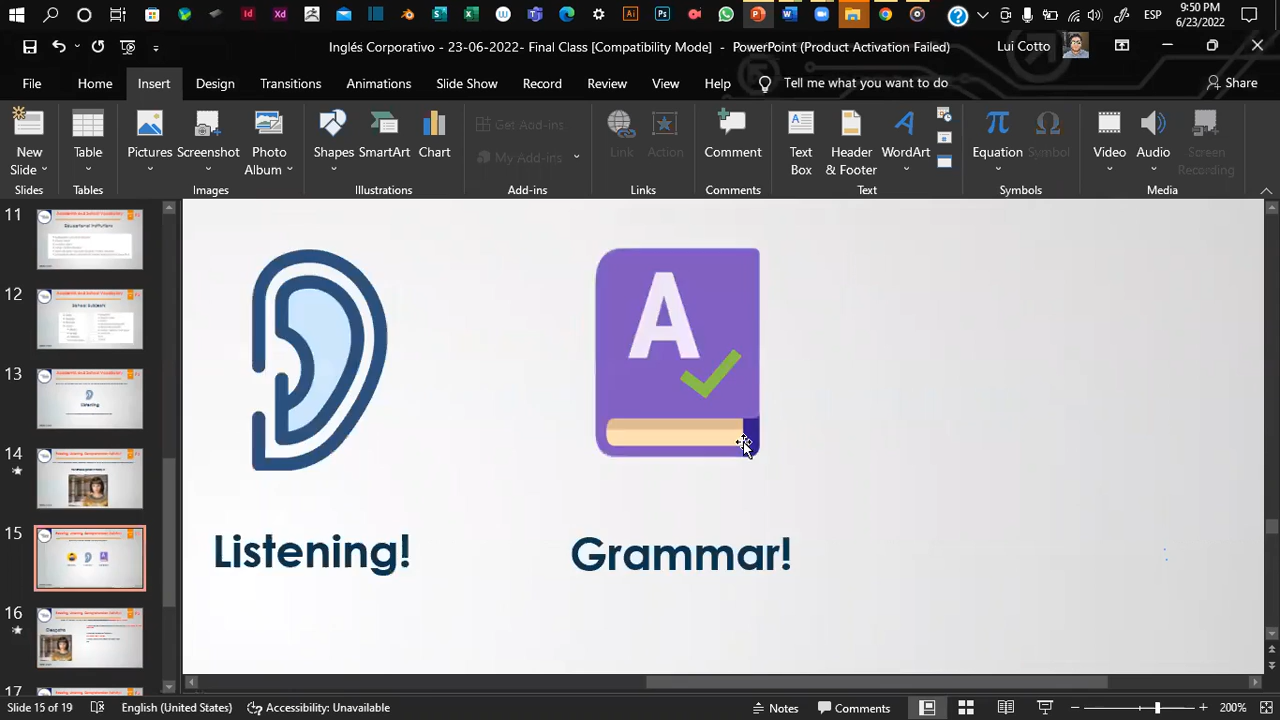 9:50 PM
ESP
6/23/2022
Inglés Corporativo - 23-06-2022- Final Class [Compatibility Mode] - PowerPoint (Product Activation Failed)
Lui Cotto
File Home Insert Design Transitions Animations Slide Show Record Review View Help Tell me what you want to do Share
New Slide Table Pictures Screenshot Photo Album Shapes SmartArt Chart Get Add-ins My Add-ins Link Action Comment Text Box Header & Footer WordArt Equation Symbol Video Audio Screen Recording
Slides Tables Images Illustrations Add-ins Links Comments Text Symbols Media
11
Educational Institutions
12
School Subjects
13
Listening
14
15
16
17
A
Listening!
Grammar!
Slide 15 of 19 English (United States) Accessibility: Unavailable Notes Comments 200%